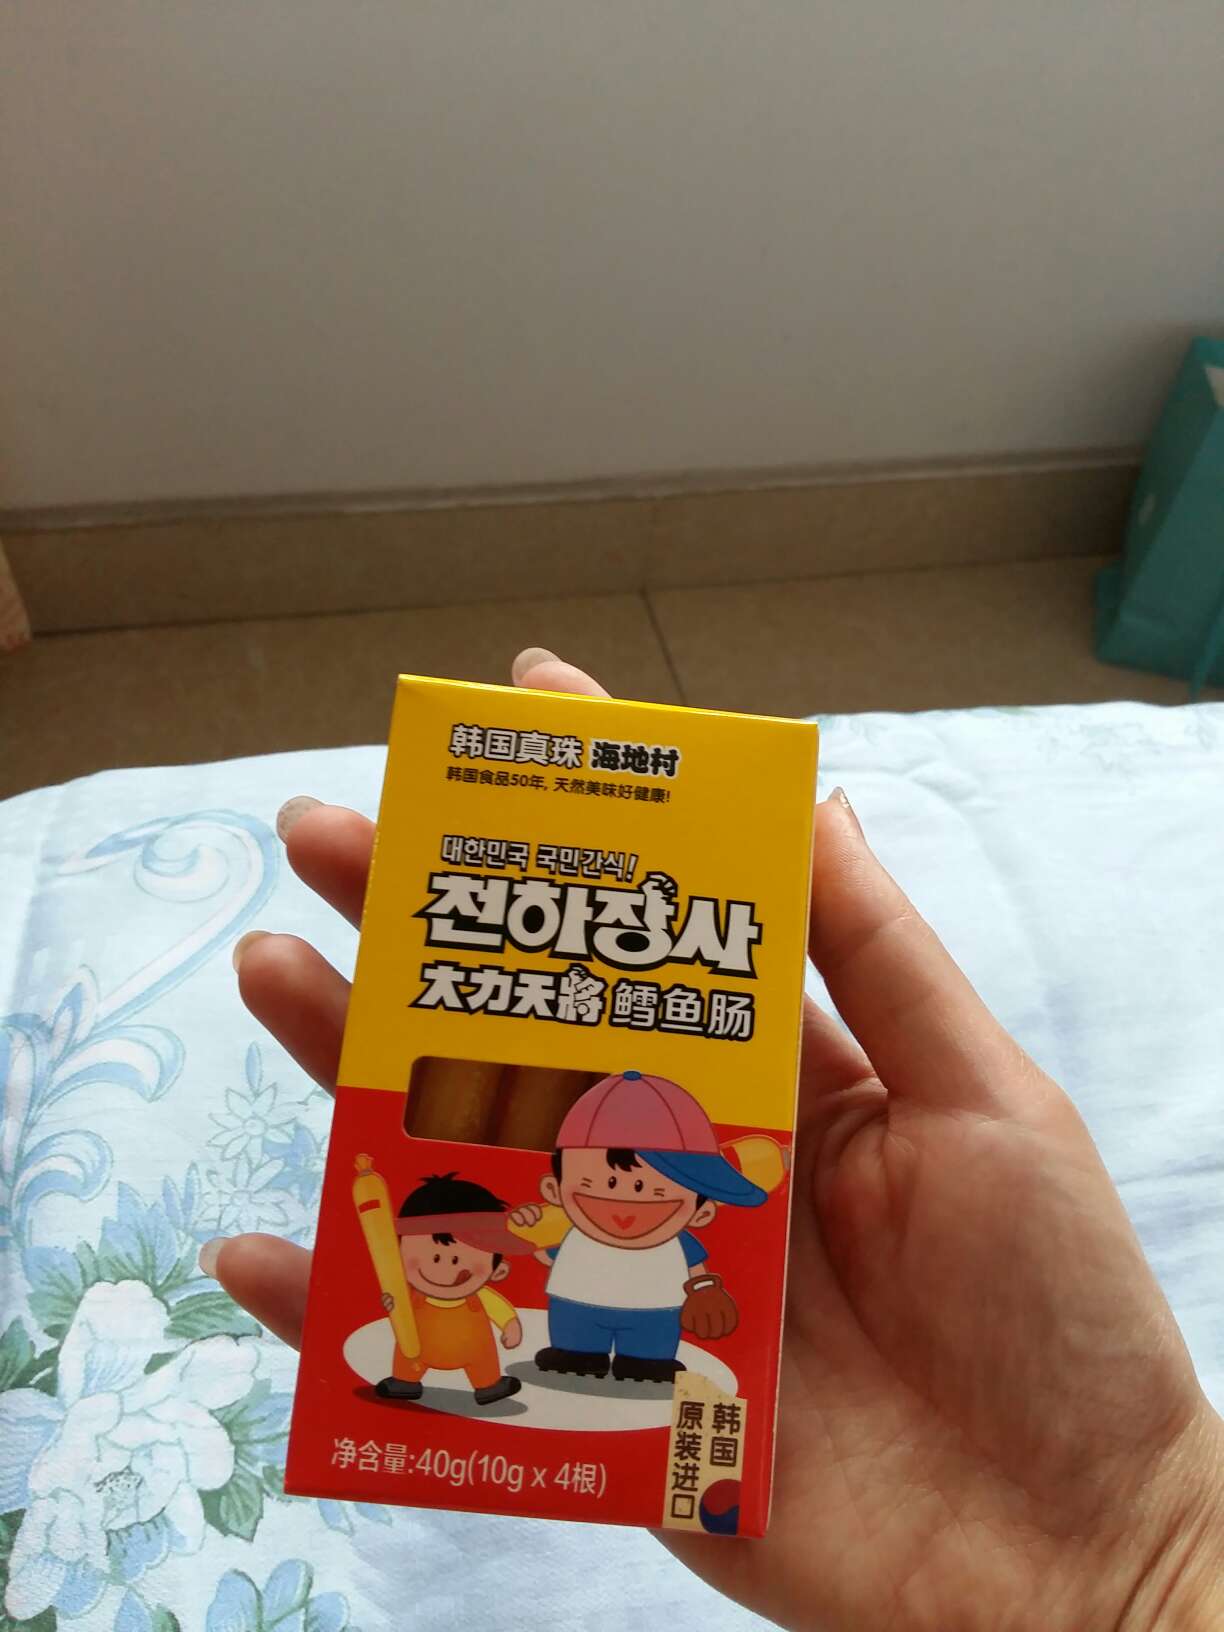 韩国真珠 海地村
韩国食品50年, 天然美味好健康!
대한민국 국민간식!
천하장사
大力天將 鳕鱼肠
净含量:40g(10g x 4根)
韩国
原装进口